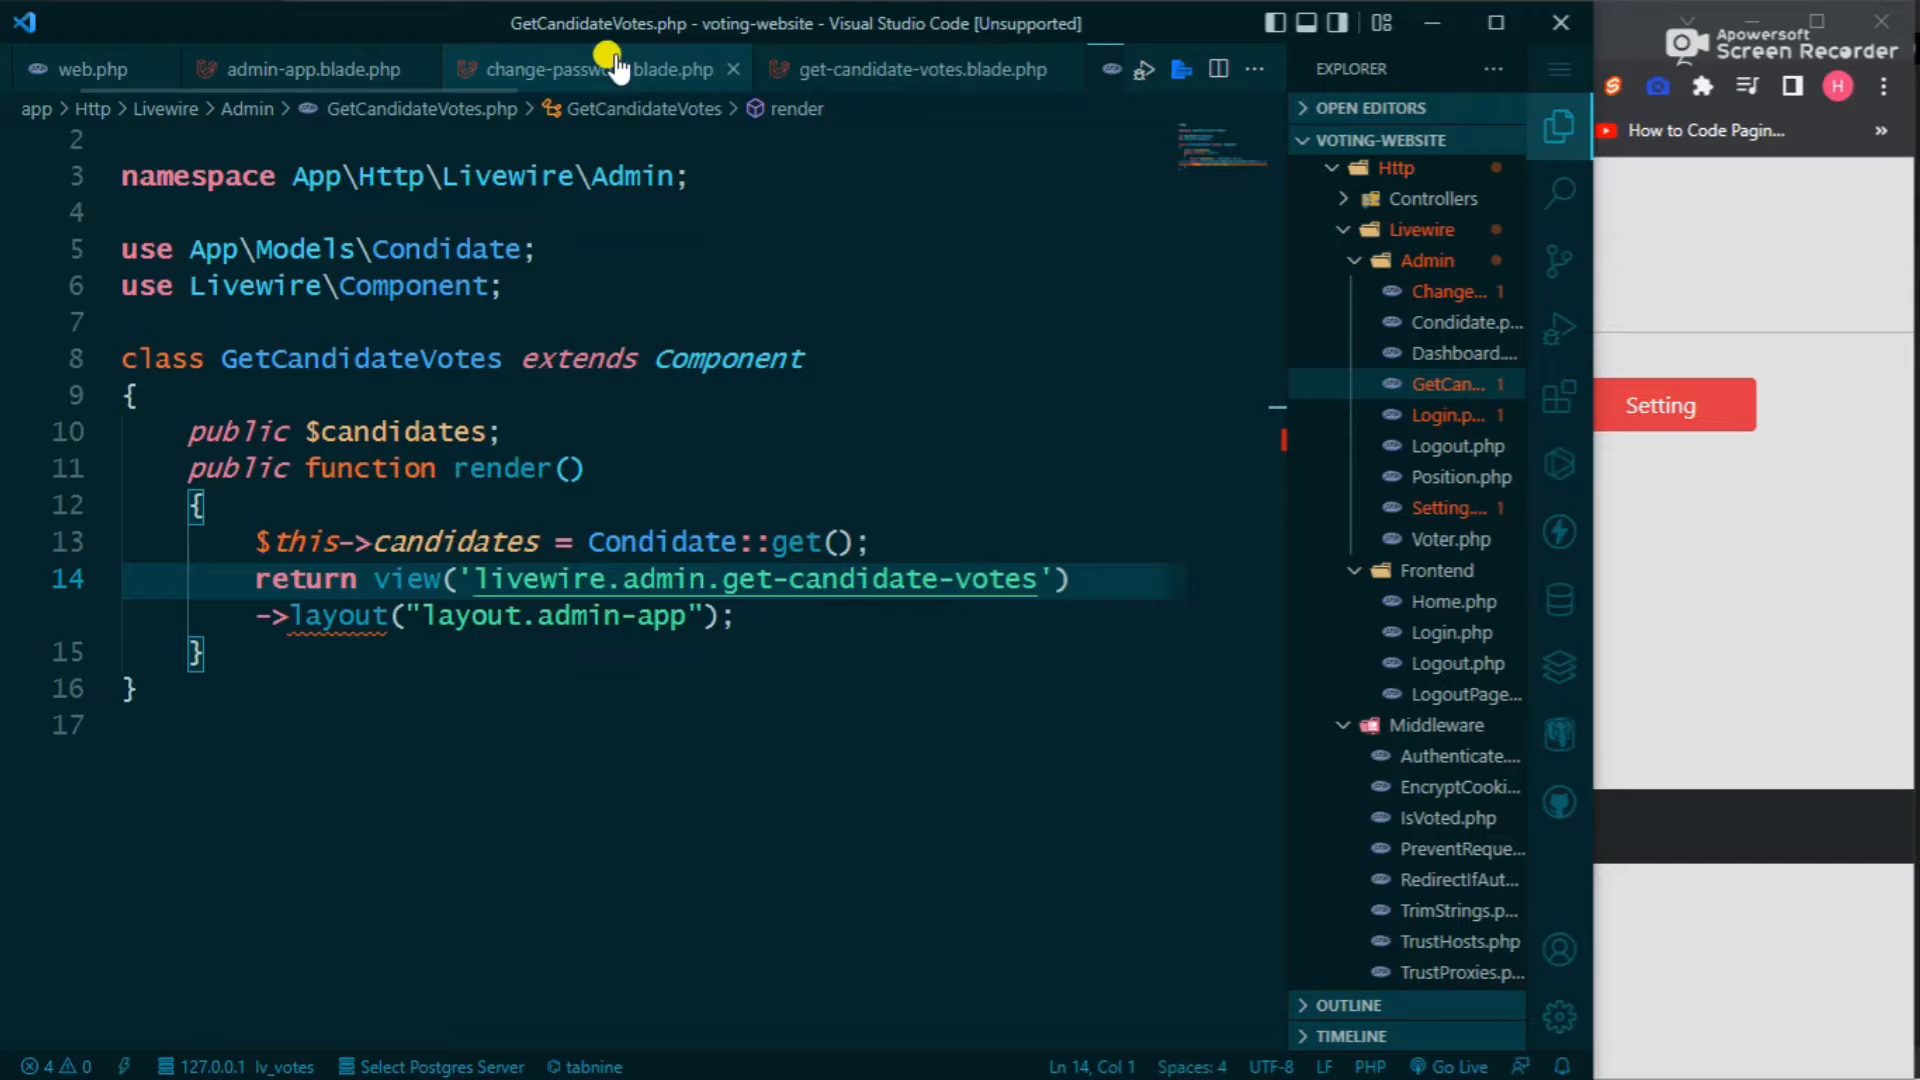 GetCandidateVotes.php - voting-website - Visual Studio Code [Unsupported]
web.php
admin-app.blade.php
change-passwo blade.php
get-candidate-votes.blade.php
app > Http > Livewire > Admin > GetCandidateVotes.php > GetCandidateVotes > render
2
3 namespace App\Http\Livewire\Admin;
4
5 use App\Models\Condidate;
6 use Livewire\Component;
7
8 class GetCandidateVotes extends Component
9 {
10 public $candidates;
11 public function render()
12 {
13 $this->candidates = Condidate::get();
14 return view('livewire.admin.get-candidate-votes')
->layout("layout.admin-app");
15 }
16 }
17
EXPLORER
OPEN EDITORS
VOTING-WEBSITE
Http
Controllers
Livewire
Admin
Change... 1
Condidate.p...
Dashboard....
GetCan... 1
Login.p... 1
Logout.php
Position.php
Setting.... 1
Voter.php
Frontend
Home.php
Login.php
Logout.php
LogoutPage...
Middleware
Authenticate....
EncryptCooki...
IsVoted.php
PreventReque...
RedirectIfAut...
TrimStrings.p...
TrustHosts.php
TrustProxies.p...
OUTLINE
TIMELINE
Apowersoft
Screen Recorder
H
How to Code Pagin...
»
Setting
4 0 127.0.0.1 lv_votes Select Postgres Server tabnine Ln 14, Col 1 Spaces: 4 UTF-8 LF PHP Go Live